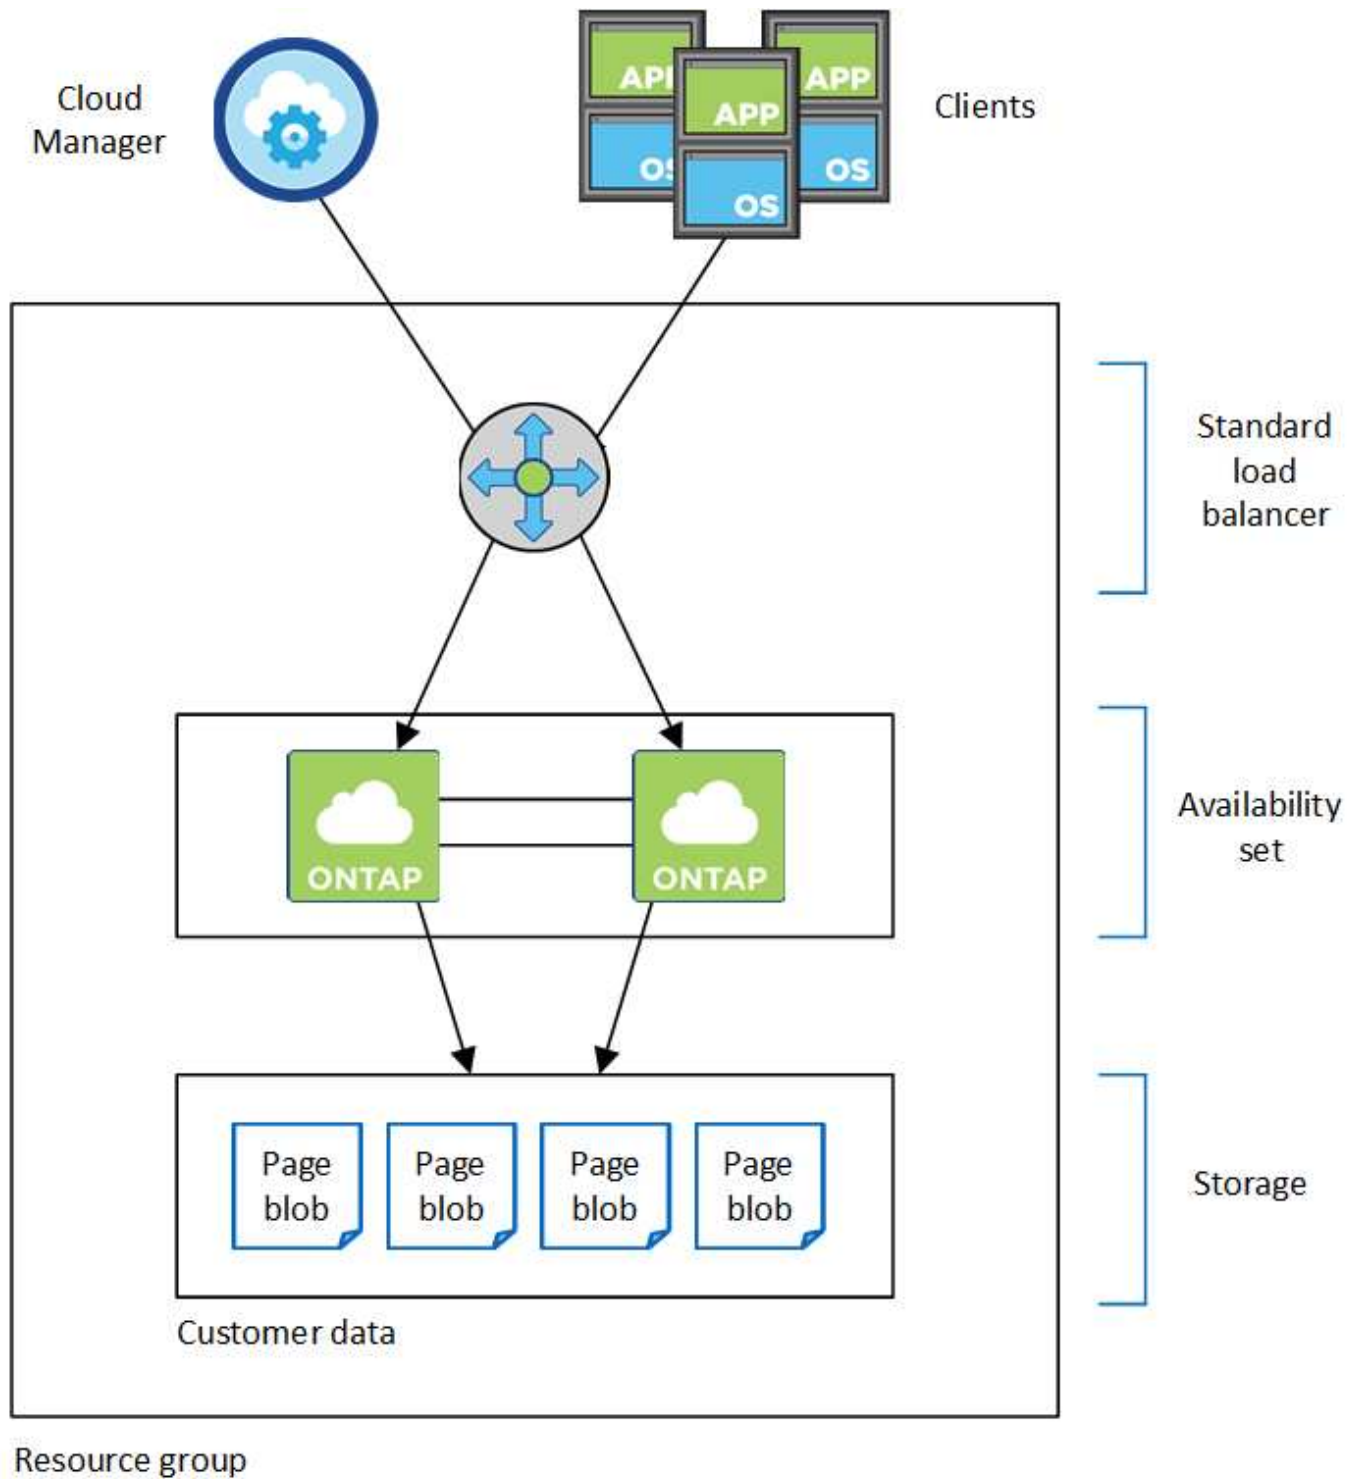 Cloud
Manager
APP
OS
APP
OS
APP
OS
Clients
Standard
load
balancer
ONTAP
ONTAP
Availability
set
Page
blob
Page
blob
Page
blob
Page
blob
Storage
Customer data
Resource group